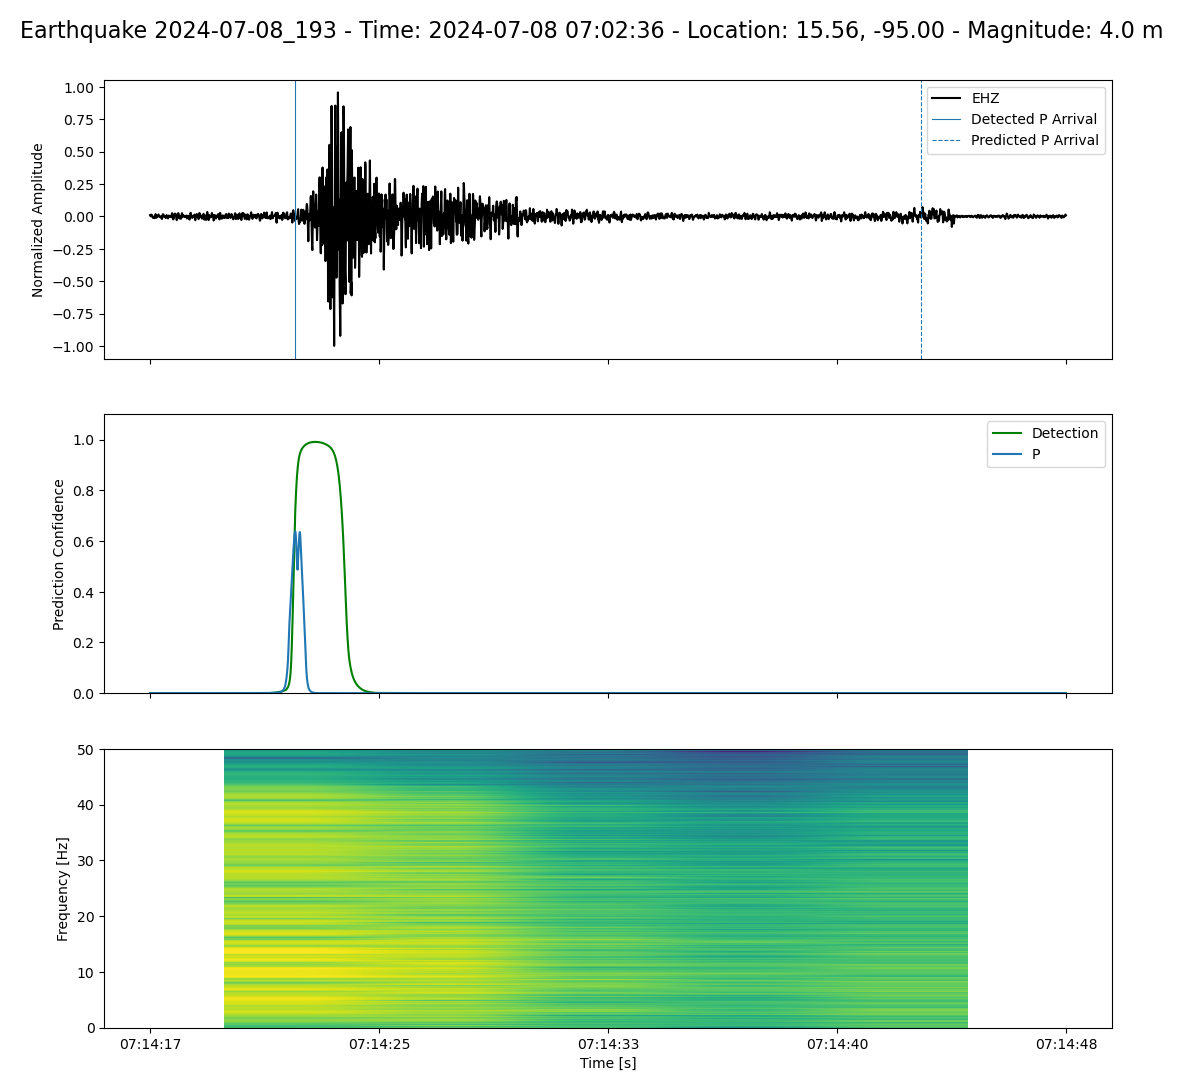 Earthquake 2024-07-08_193 - Time: 2024-07-08 07:02:36 - Location: 15.56, -95.00 - Magnitude: 4.0 m
1.00
0.75
0.50
0.25
0.00
−0.25
−0.50
−0.75
−1.00
Normalized Amplitude
EHZ
Detected P Arrival
Predicted P Arrival
1.0
0.8
0.6
0.4
0.2
0.0
Prediction Confidence
Detection
P
50
40
30
20
10
0
Frequency [Hz]
07:14:17 07:14:25 07:14:33 07:14:40 07:14:48
Time [s]